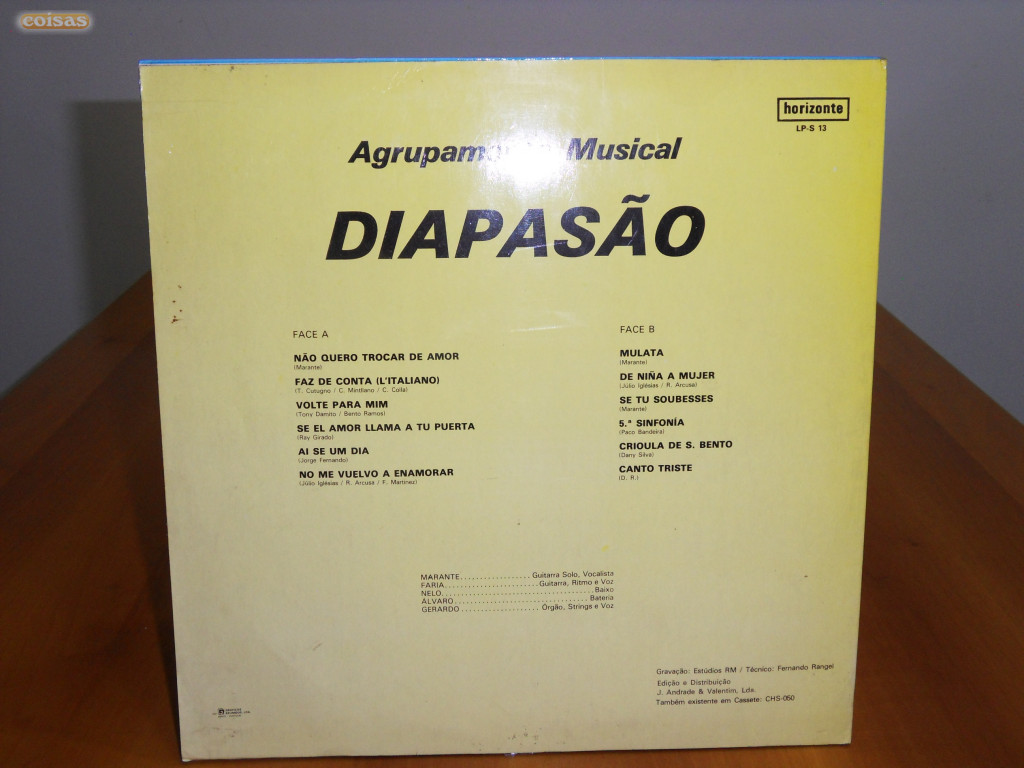 coisas
horizonte
LP-S 13
Musical
DIAPASÃO
FACE A
NÃO QUERO TROCAR DE AMOR
(Marante)
FAZ DE CONTA (L'ITALIANO)
(T. Cutugno / C. Mintliano / C. Colla)
VOLTE PARA MIM
(Tony Damito / Bento Ramos)
SE EL AMOR LLAMA A TU PUERTA
(Ray Girado)
AI SE UM DIA
(Jorge Fernando)
NO ME VUELVO A ENAMORAR
(Júlio Iglésias / R. Arcusa / F. Martinez)
FACE B
MULATA
(Marante)
DE NIÑA A MUJER
(Júlio Iglésias / R. Arcusa)
SE TU SOUBESSES
(Marante)
5.ª SINFONÍA
(Paco Bandeira)
CRIOULA DE S. BENTO
(Dany Silva)
CANTO TRISTE
(D. R.)
MARANTE.................. Guitarra Solo, Vocalista
FARIA........................Guitarra, Ritmo e Voz
NELO.......................................Baixo
ÁLVARO................................... Bateria
GERARDO.................... Órgão, Strings e Voz
Gravação: Estúdios RM / Técnico: Fernando Rangel
Edição e Distribuição
J. Andrade & Valentim, Lda.
Também existente em Cassete: CHS-050